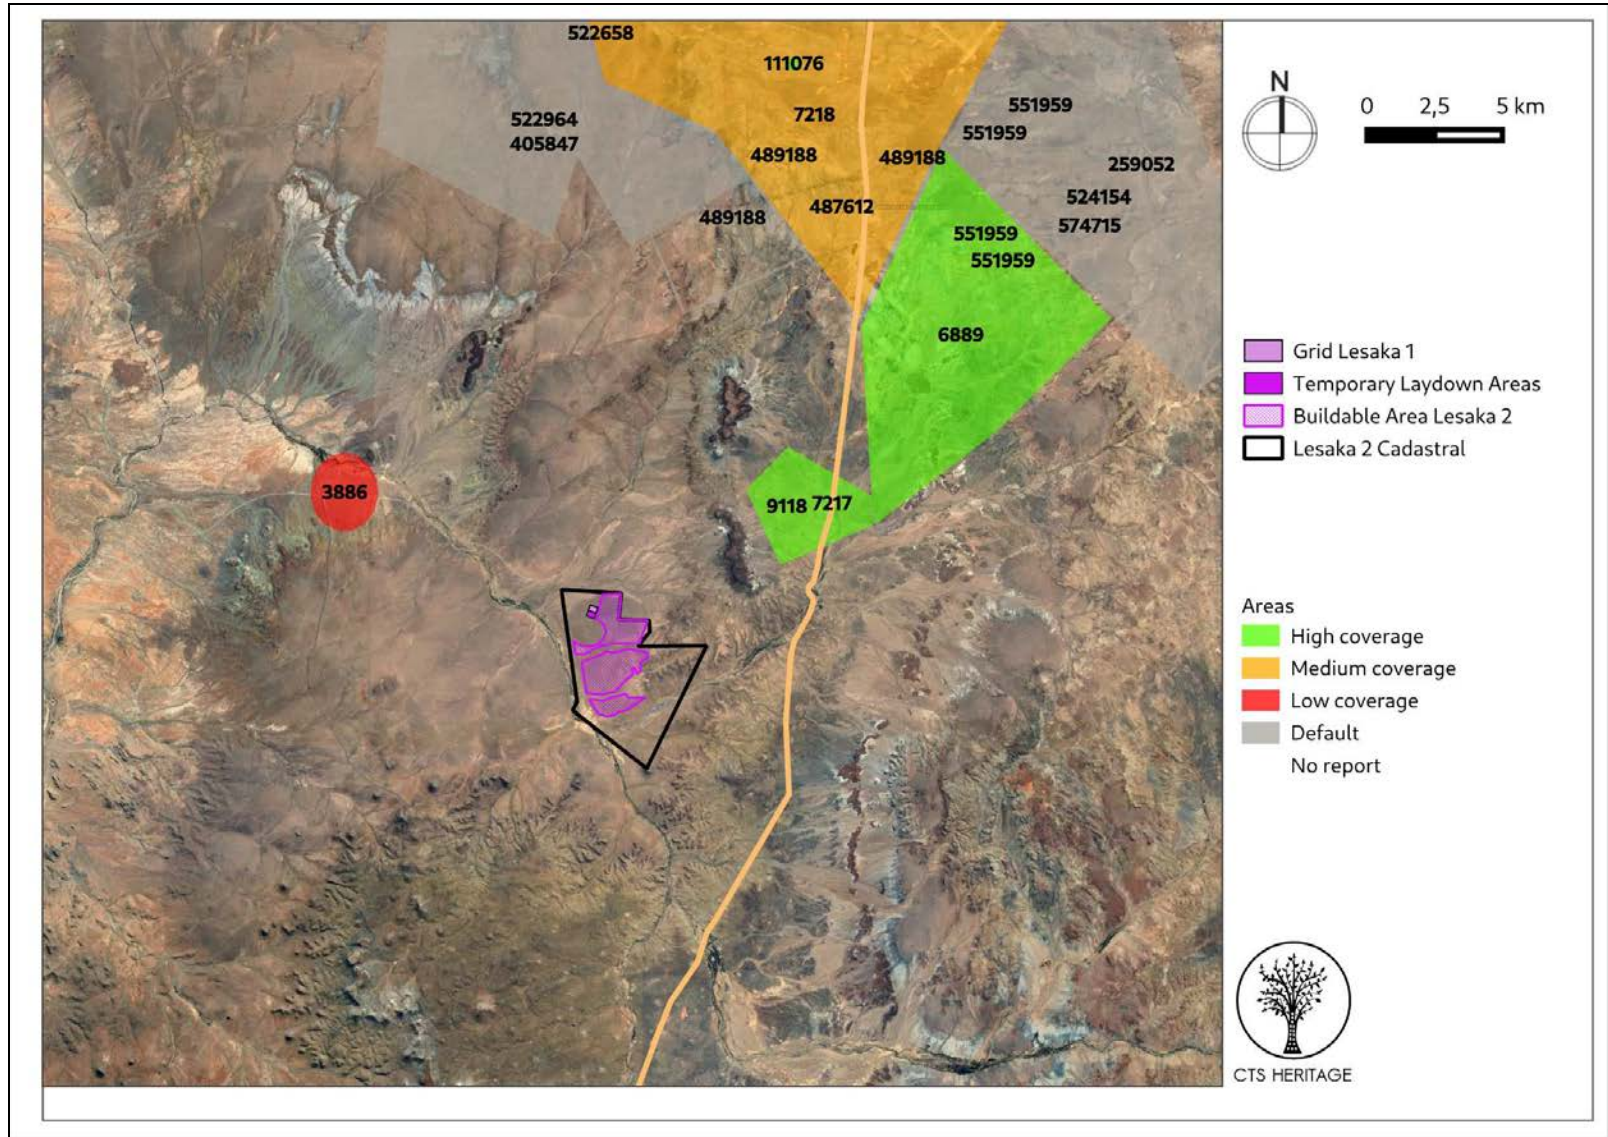 522658
111076
7218
522964
405847
489188
489188
489188
487612
551959
551959
259052
524154
574715
551959
551959
6889
9118
7217
3886
N
0 2,5 5 km
Grid Lesaka 1
Temporary Laydown Areas
Buildable Area Lesaka 2
Lesaka 2 Cadastral
Areas
High coverage
Medium coverage
Low coverage
Default
No report
CTS HERITAGE